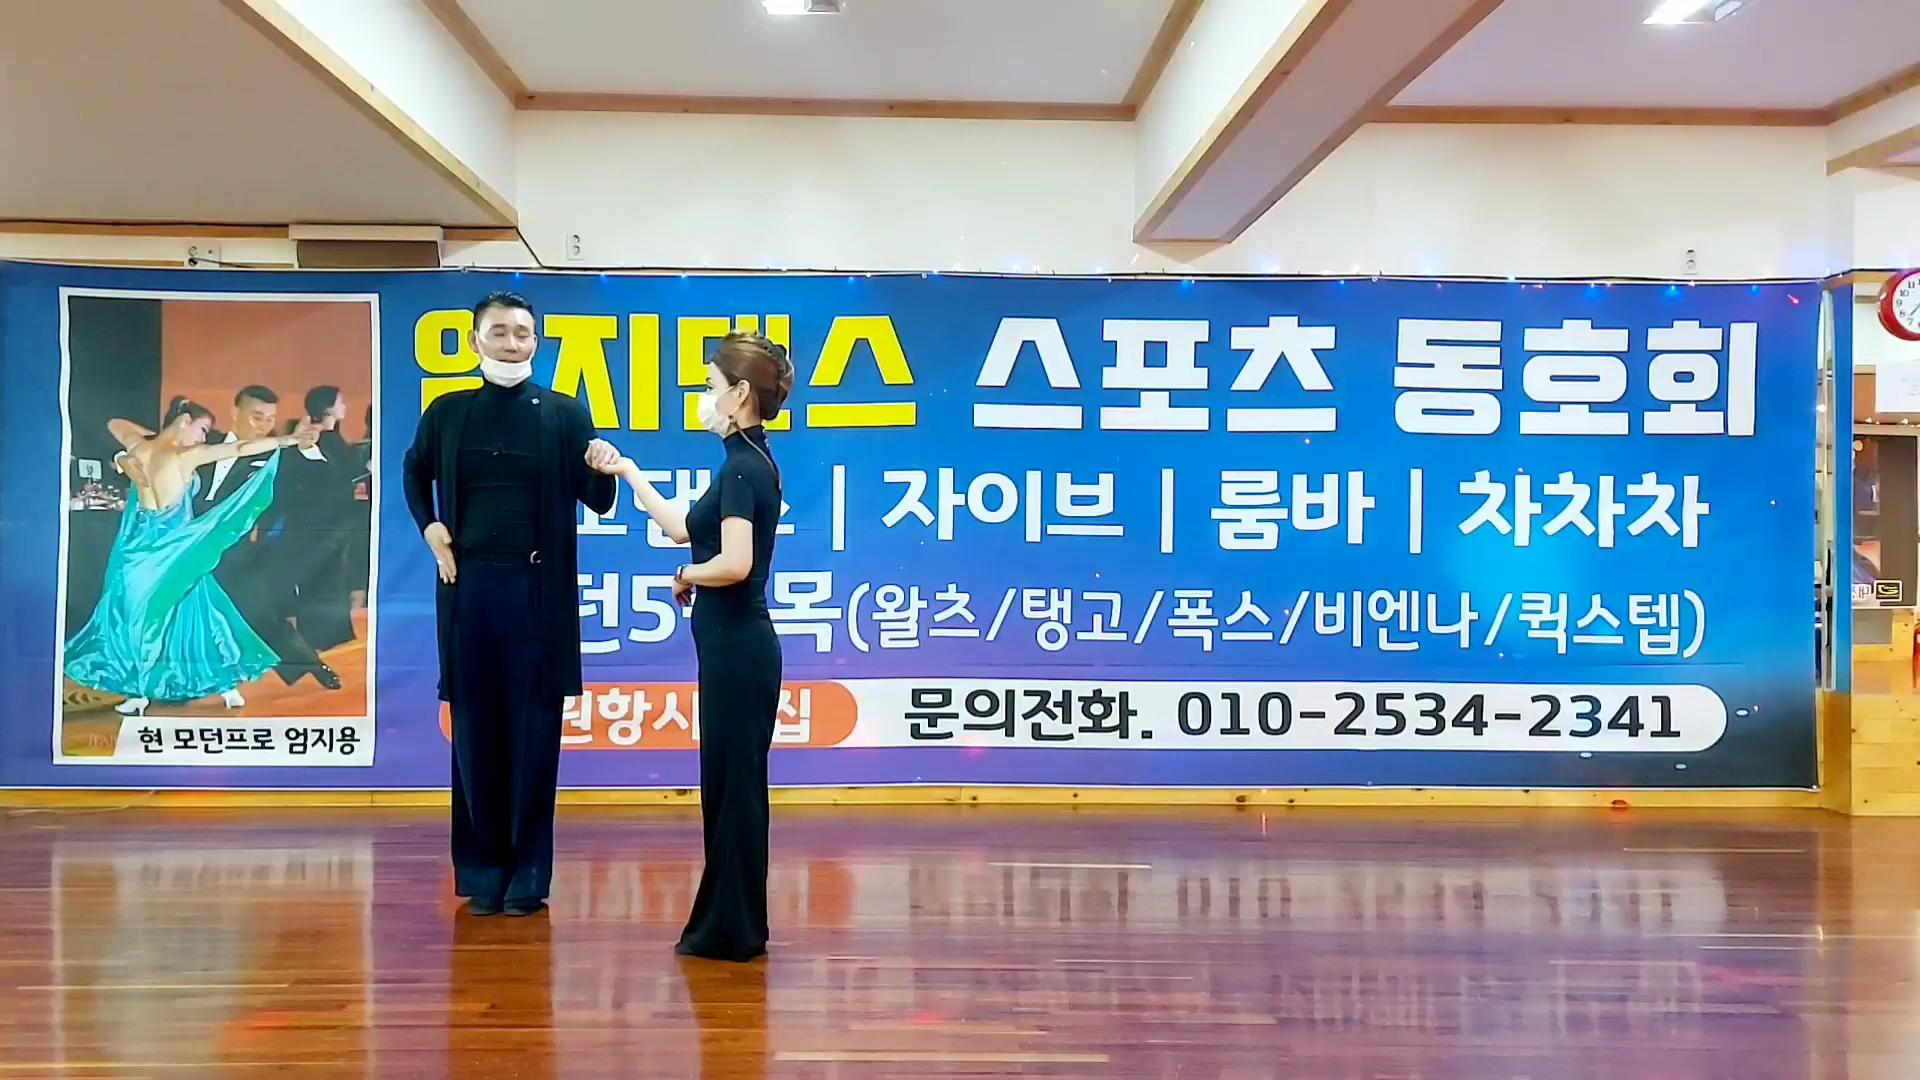 스포츠 동호회
| 자이브 | 룸바 | 차차차
(왈츠/탱고/폭스/비엔나/퀵스텝)
문의전화. 010-2534-2341
현 모던프로 엄지용